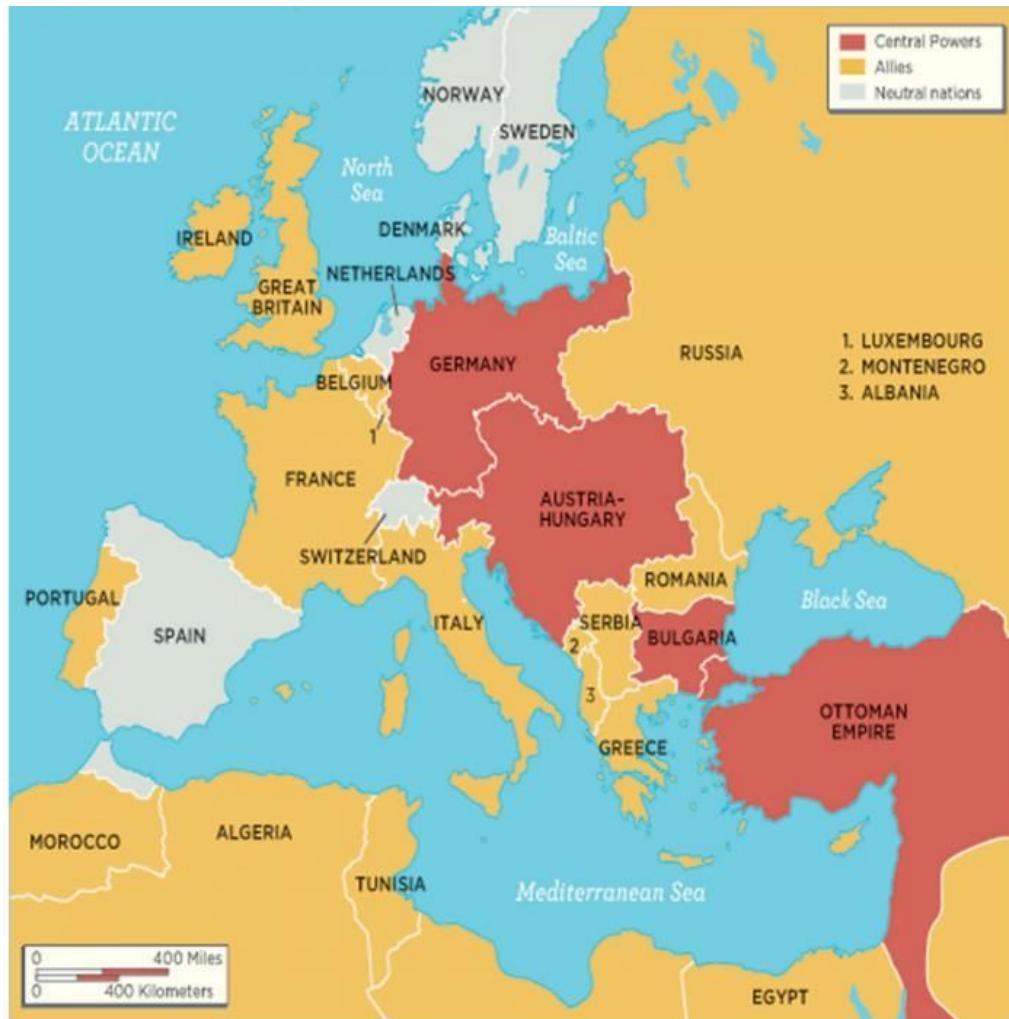 Central Powers
Allies
Neutral nations
NORWAY
SWEDEN
ATLANTIC
OCEAN
North
Sea
DENMARK
Baltic
Sea
IRELAND
NETHERLANDS
GREAT
BRITAIN
RUSSIA
1. LUXEMBOURG
2. MONTENEGRO
3. ALBANIA
GERMANY
BELGIUM
1
FRANCE
AUSTRIA-
HUNGARY
SWITZERLAND
ROMANIA
Black Sea
PORTUGAL
SPAIN
ITALY
SERBIA
BULGARIA
2
3
OTTOMAN
EMPIRE
GREECE
MOROCCO
ALGERIA
TUNISIA
Mediterranean Sea
0 400 Miles
0 400 Kilometers
EGYPT